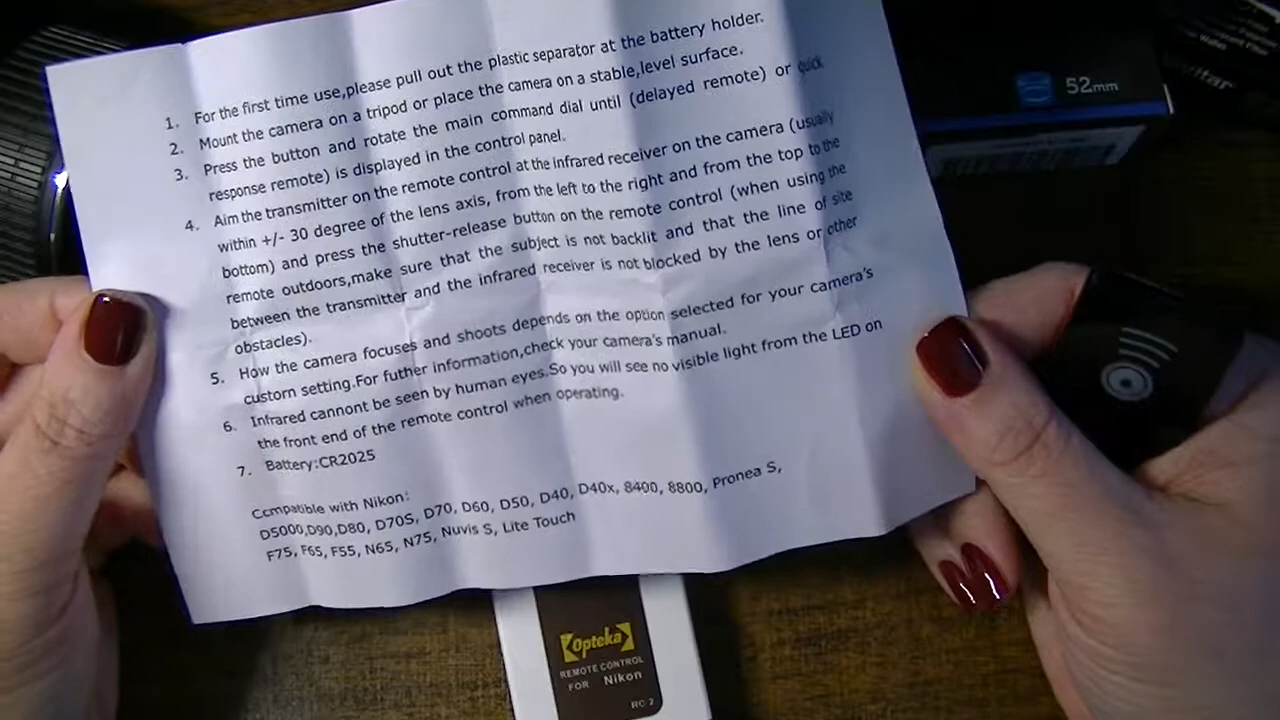 1. For the first time use,please pull out the plastic separator at the battery holder.
2. Mount the camera on a tripod or place the camera on a stable,level surface.
3. Press the button and rotate the main command dial until (delayed remote) or quick
response remote) is displayed in the control panel.
4. Aim the transmitter on the remote control at the infrared receiver on the camera (usually
within +/- 30 degree of the lens axis, from the left to the right and from the top to the
bottom) and press the shutter-release button on the remote control (when using the
remote outdoors,make sure that the subject is not backlit and that the line of site
between the transmitter and the infrared receiver is not blocked by the lens or other
obstacles).
5. How the camera focuses and shoots depends on the option selected for your camera's
custom setting.For futher information,check your camera's manual.
6. Infrared cannont be seen by human eyes.So you will see no visible light from the LED on
the front end of the remote control when operating.
7. Battery:CR2025
Compatible with Nikon:
D5000,D90,D80, D70S, D70, D60, D50, D40, D40x, 8400, 8800, Pronea S,
F75, F65, F55, N65, N75, Nuvis S, Lite Touch
52mm
Wallet
Opteka
REMOTE CONTROL
FOR Nikon
RC-2